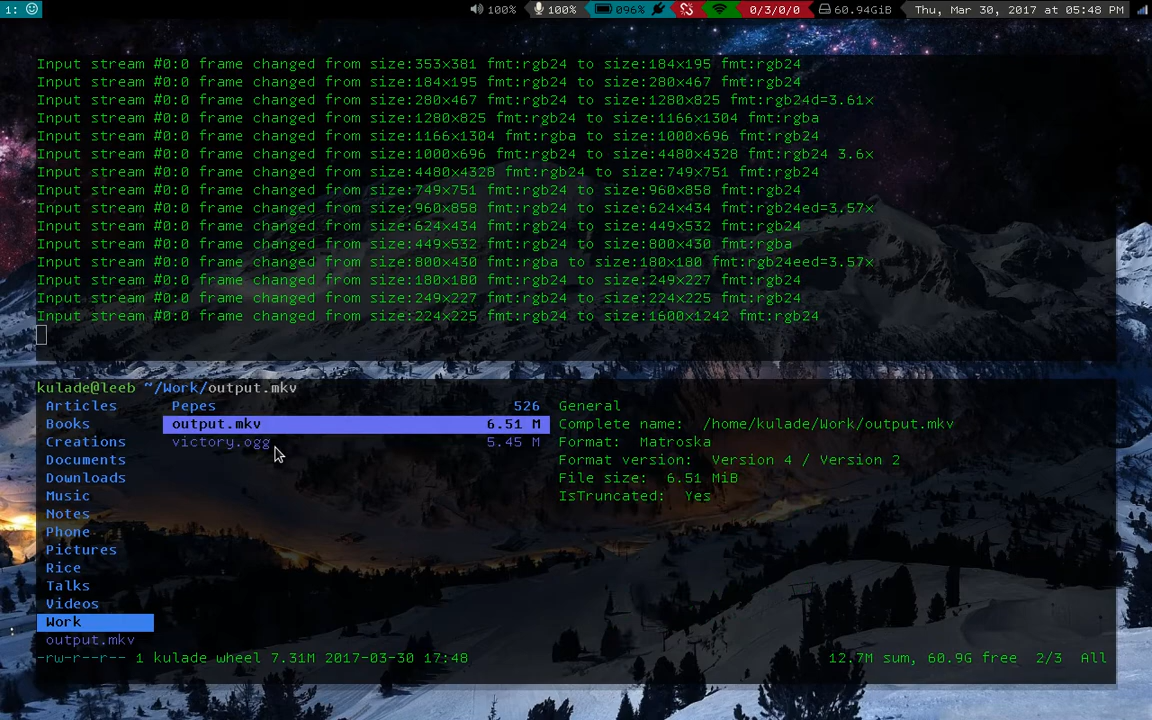 1: 100% 100% 096% 0/3/0/0 60.94GiB Thu, Mar 30, 2017 at 05:48 PM
Input stream #0:0 frame changed from size:353x381 fmt:rgb24 to size:184x195 fmt:rgb24
Input stream #0:0 frame changed from size:184x195 fmt:rgb24 to size:280x467 fmt:rgb24
Input stream #0:0 frame changed from size:280x467 fmt:rgb24 to size:1280x825 fmt:rgb24d=3.61x
Input stream #0:0 frame changed from size:1280x825 fmt:rgb24 to size:1166x1304 fmt:rgba
Input stream #0:0 frame changed from size:1166x1304 fmt:rgba to size:1000x696 fmt:rgb24
Input stream #0:0 frame changed from size:1000x696 fmt:rgb24 to size:4480x4328 fmt:rgb24 3.6x
Input stream #0:0 frame changed from size:4480x4328 fmt:rgb24 to size:749x751 fmt:rgb24
Input stream #0:0 frame changed from size:749x751 fmt:rgb24 to size:960x858 fmt:rgb24
Input stream #0:0 frame changed from size:960x858 fmt:rgb24 to size:624x434 fmt:rgb24ed=3.57x
Input stream #0:0 frame changed from size:624x434 fmt:rgb24 to size:449x532 fmt:rgb24
Input stream #0:0 frame changed from size:449x532 fmt:rgb24 to size:800x430 fmt:rgba
Input stream #0:0 frame changed from size:800x430 fmt:rgba to size:180x180 fmt:rgb24eed=3.57x
Input stream #0:0 frame changed from size:180x180 fmt:rgb24 to size:249x227 fmt:rgb24
Input stream #0:0 frame changed from size:249x227 fmt:rgb24 to size:224x225 fmt:rgb24
Input stream #0:0 frame changed from size:224x225 fmt:rgb24 to size:1600x1242 fmt:rgb24
kulade@leeb ~/Work/output.mkv
Articles Pepes 526 General
Books output.mkv 6.51 M Complete name: /home/kulade/Work/output.mkv
Creations victory.ogg 5.45 M Format: Matroska
Documents Format version: Version 4 / Version 2
Downloads File size: 6.51 MiB
Music IsTruncated: Yes
Notes
Phone
Pictures
Rice
Talks
Videos
Work
output.mkv
-rw-r--r-- 1 kulade wheel 7.31M 2017-03-30 17:48 12.7M sum, 60.9G free 2/3 All